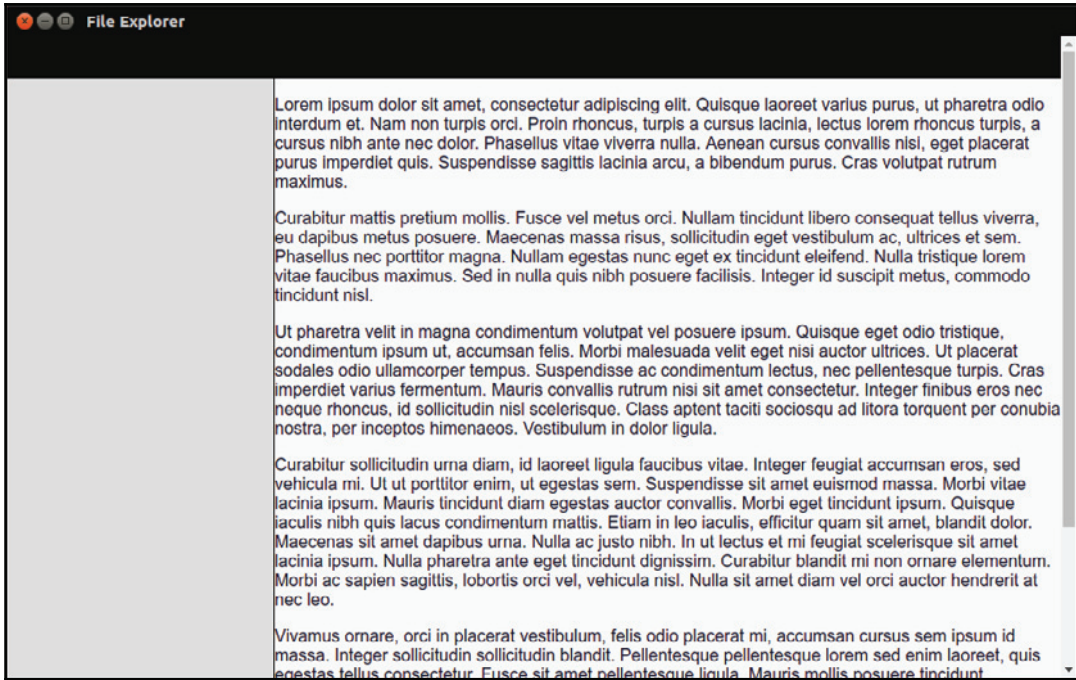 File Explorer
Lorem ipsum dolor sit amet, consectetur adipiscing elit. Quisque laoreet varius purus, ut pharetra odio
interdum et. Nam non turpis orci. Proin rhoncus, turpis a cursus lacinia, lectus lorem rhoncus turpis, a
cursus nibh ante nec dolor. Phasellus vitae viverra nulla. Aenean cursus convallis nisl, eget placerat
purus imperdiet quis. Suspendisse sagittis lacinia arcu, a bibendum purus. Cras volutpat rutrum
maximus.
Curabitur mattis pretium mollis. Fusce vel metus orci. Nullam tincidunt libero consequat tellus viverra,
eu dapibus metus posuere. Maecenas massa risus, sollicitudin eget vestibulum ac, ultrices et sem.
Phasellus nec porttitor magna. Nullam egestas nunc eget ex tincidunt eleifend. Nulla tristique lorem
vitae faucibus maximus. Sed in nulla quis nibh posuere facilisis. Integer id suscipit metus, commodo
tincidunt nisl.
Ut pharetra velit in magna condimentum volutpat vel posuere ipsum. Quisque eget odio tristique,
condimentum ipsum ut, accumsan felis. Morbi malesuada velit eget nisi auctor ultrices. Ut placerat
sodales odio ullamcorper tempus. Suspendisse ac condimentum lectus, nec pellentesque turpis. Cras
imperdiet varius fermentum. Mauris convallis rutrum nisi sit amet consectetur. Integer finibus eros nec
neque rhoncus, id sollicitudin nisl scelerisque. Class aptent taciti sociosqu ad litora torquent per conubia
nostra, per inceptos himenaeos. Vestibulum in dolor ligula.
Curabitur sollicitudin urna diam, id laoreet ligula faucibus vitae. Integer feugiat accumsan eros, sed
vehicula mi. Ut ut porttitor enim, ut egestas sem. Suspendisse sit amet euismod massa. Morbi vitae
lacinia ipsum. Mauris tincidunt diam egestas auctor convallis. Morbi eget tincidunt ipsum. Quisque
iaculis nibh quis lacus condimentum mattis. Etiam in leo iaculis, efficitur quam sit amet, blandit dolor.
Maecenas sit amet dapibus urna. Nulla ac justo nibh. In ut lectus et mi feugiat scelerisque sit amet
lacinia ipsum. Nulla pharetra ante eget tincidunt dignissim. Curabitur blandit mi non ornare elementum.
Morbi ac sapien sagittis, lobortis orci vel, vehicula nisl. Nulla sit amet diam vel orci auctor hendrerit at
nec leo.
Vivamus ornare, orci in placerat vestibulum, felis odio placerat mi, accumsan cursus sem ipsum id
massa. Integer sollicitudin sollicitudin blandit. Pellentesque pellentesque lorem sed enim laoreet, quis
egestas tellus consectetur. Fusce sit amet pellentesque ligula. Mauris mollis posuere tincidunt